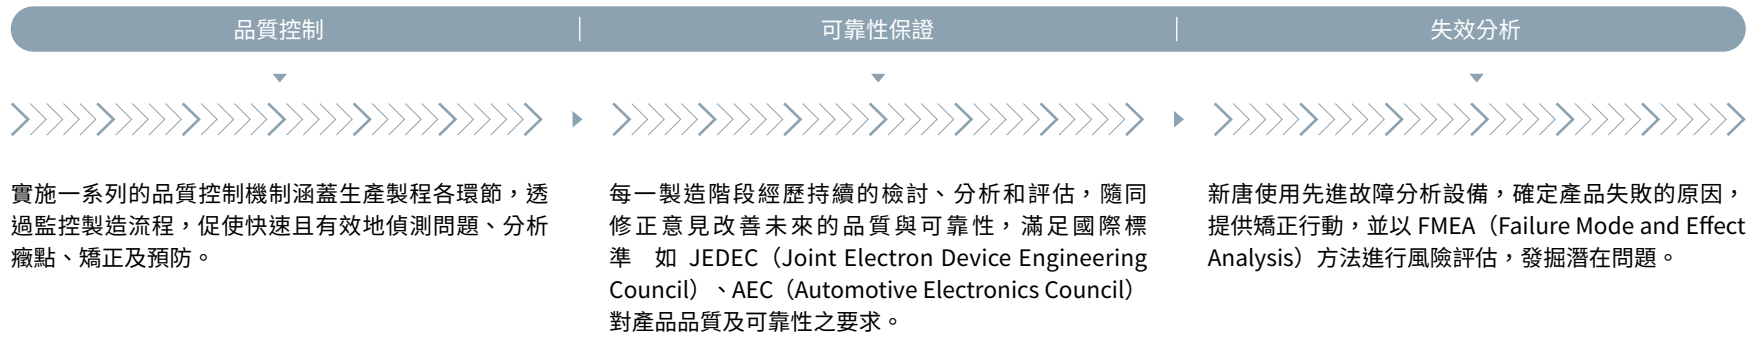 品質控制
可靠性保證
失效分析
實施一系列的品質控制機制涵蓋生產製程各環節，透
過監控製造流程，促使快速且有效地偵測問題、分析
癥點、矯正及預防。
每一製造階段經歷持續的檢討、分析和評估，隨同
修正意見改善未來的品質與可靠性，滿足國際標
準 如 JEDEC（Joint Electron Device Engineering
Council）、AEC（Automotive Electronics Council）
對產品品質及可靠性之要求。
新唐使用先進故障分析設備，確定產品失敗的原因，
提供矯正行動，並以 FMEA（Failure Mode and Effect
Analysis）方法進行風險評估，發掘潛在問題。